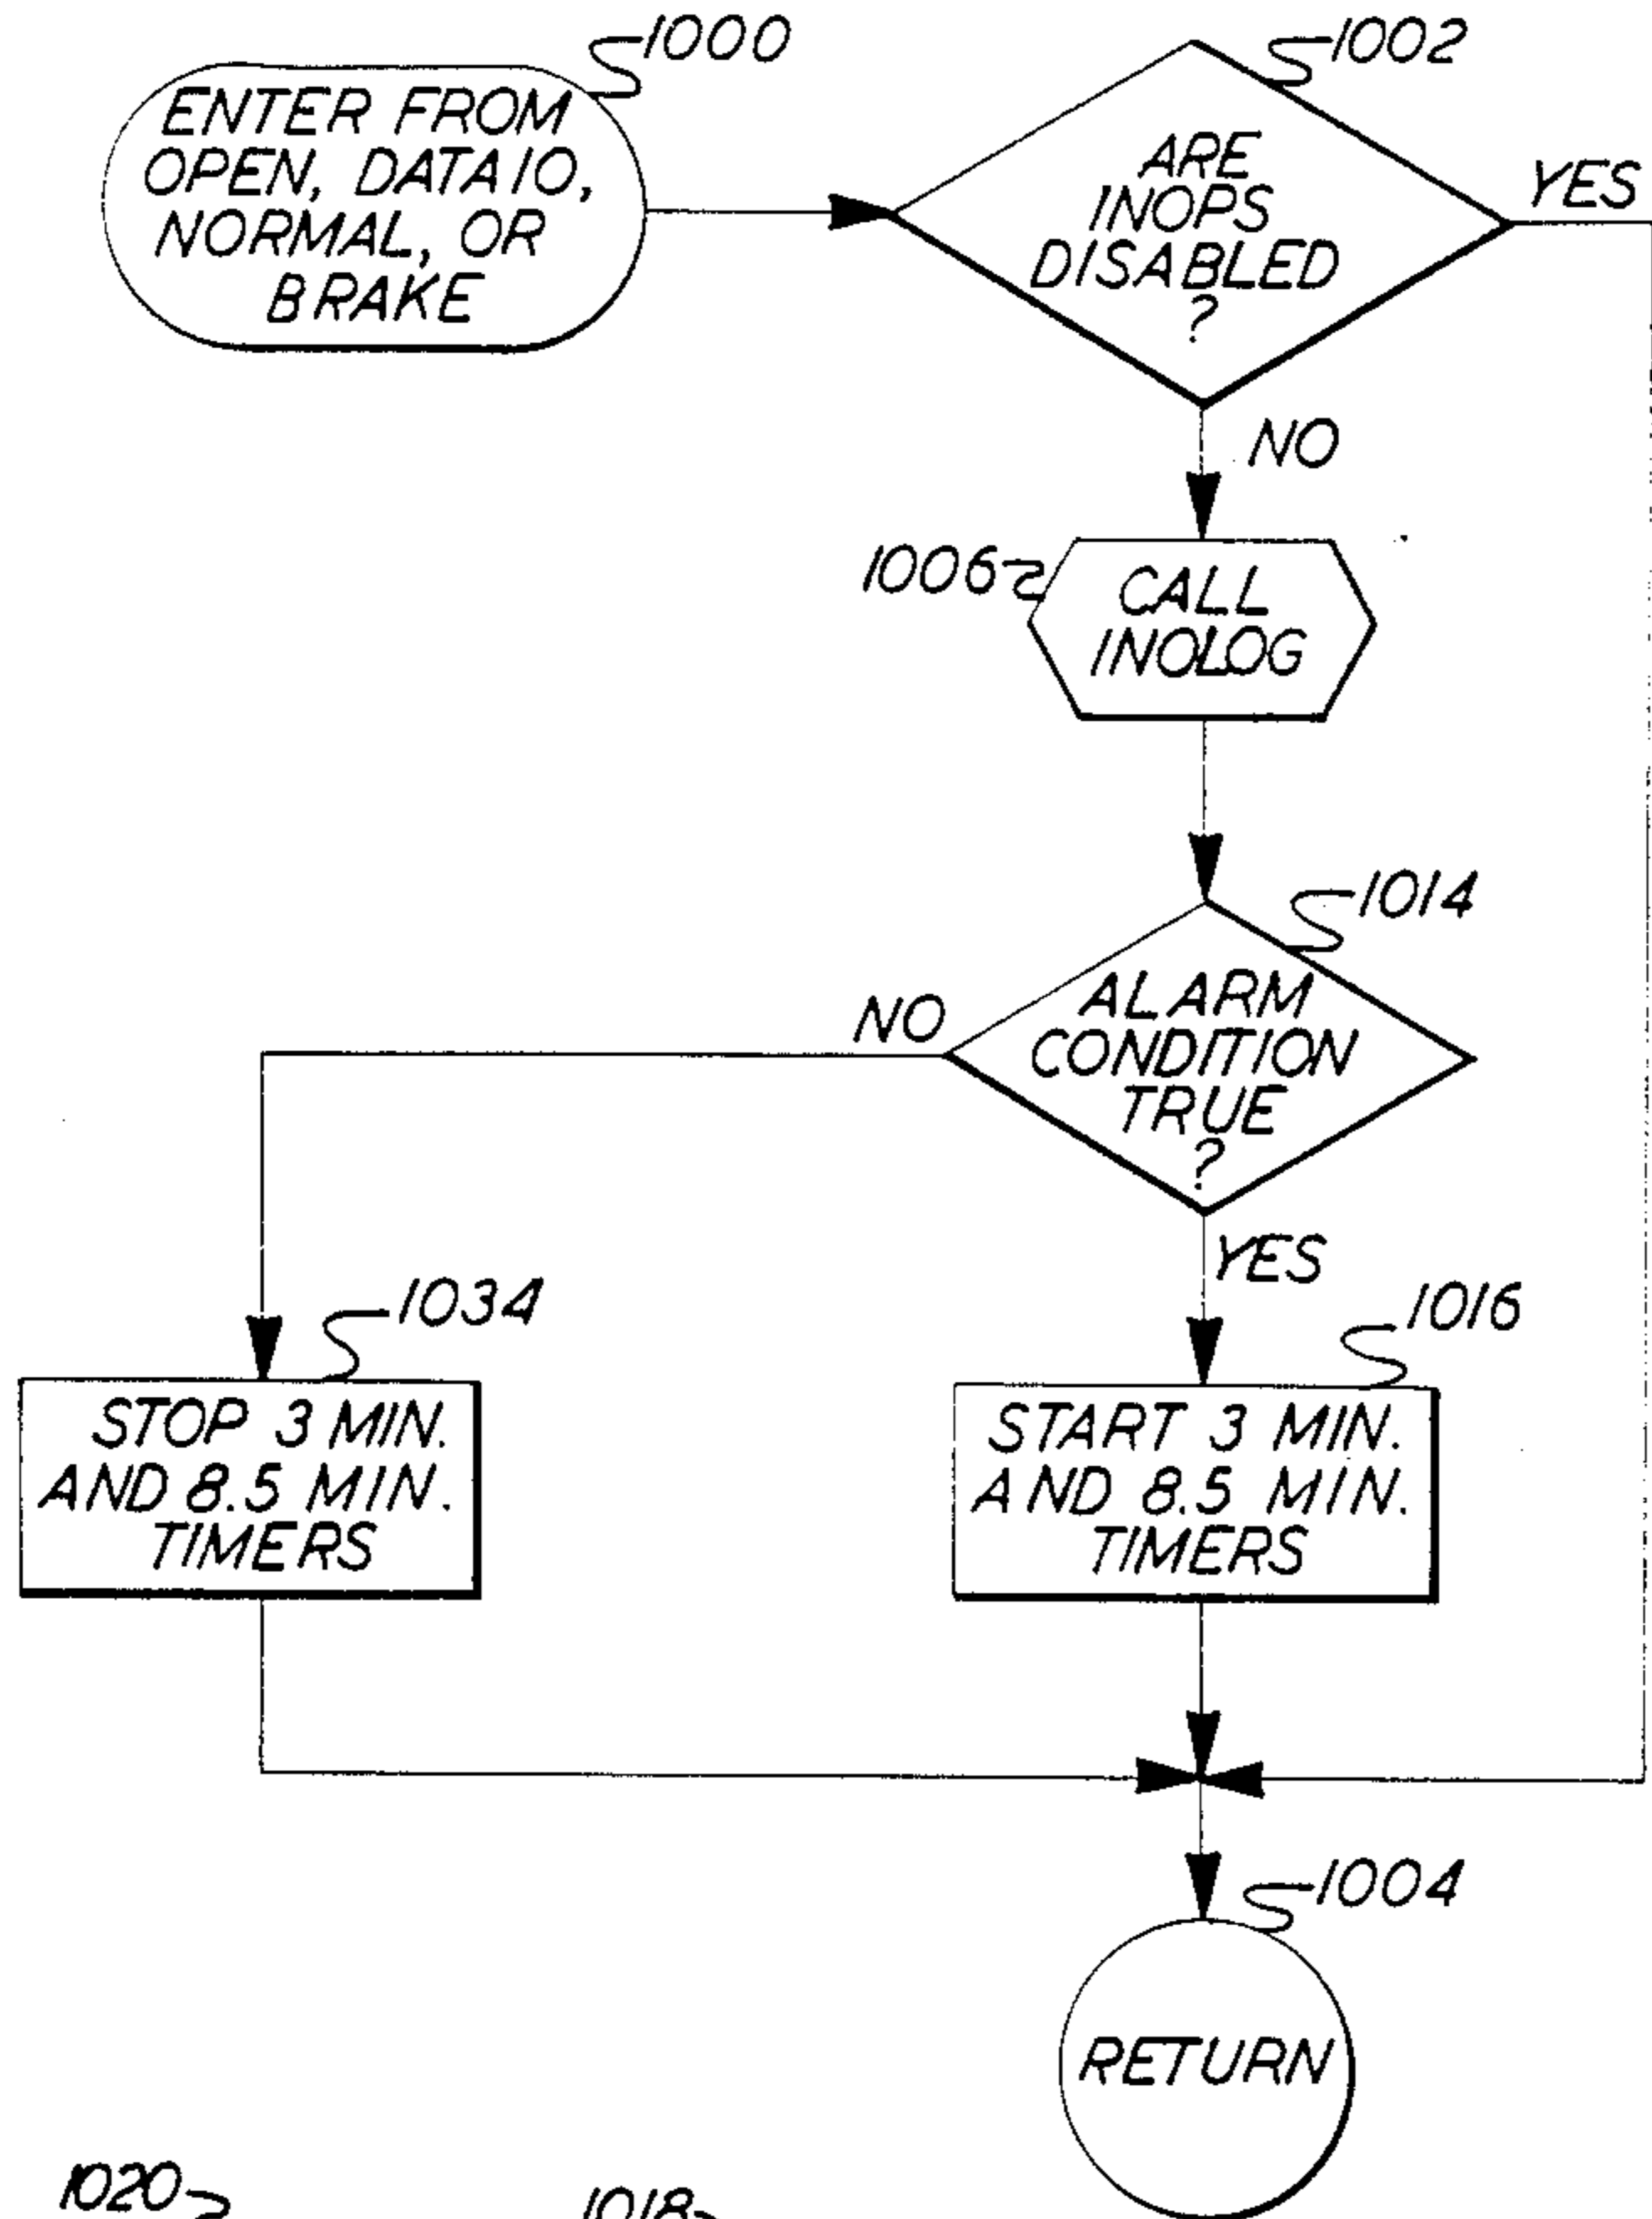 1000
ENTER FROM
OPEN, DATA10,
NORMAL, OR
BRAKE
1002
ARE
INOPS
DISABLED
?
YES
NO
1006
CALL
INOLOG
1014
ALARM
CONDITION
TRUE
?
NO
YES
1034
STOP 3 MIN.
AND 8.5 MIN.
TIMERS
1016
START 3 MIN.
AND 8.5 MIN.
TIMERS
1004
RETURN
1020
1018